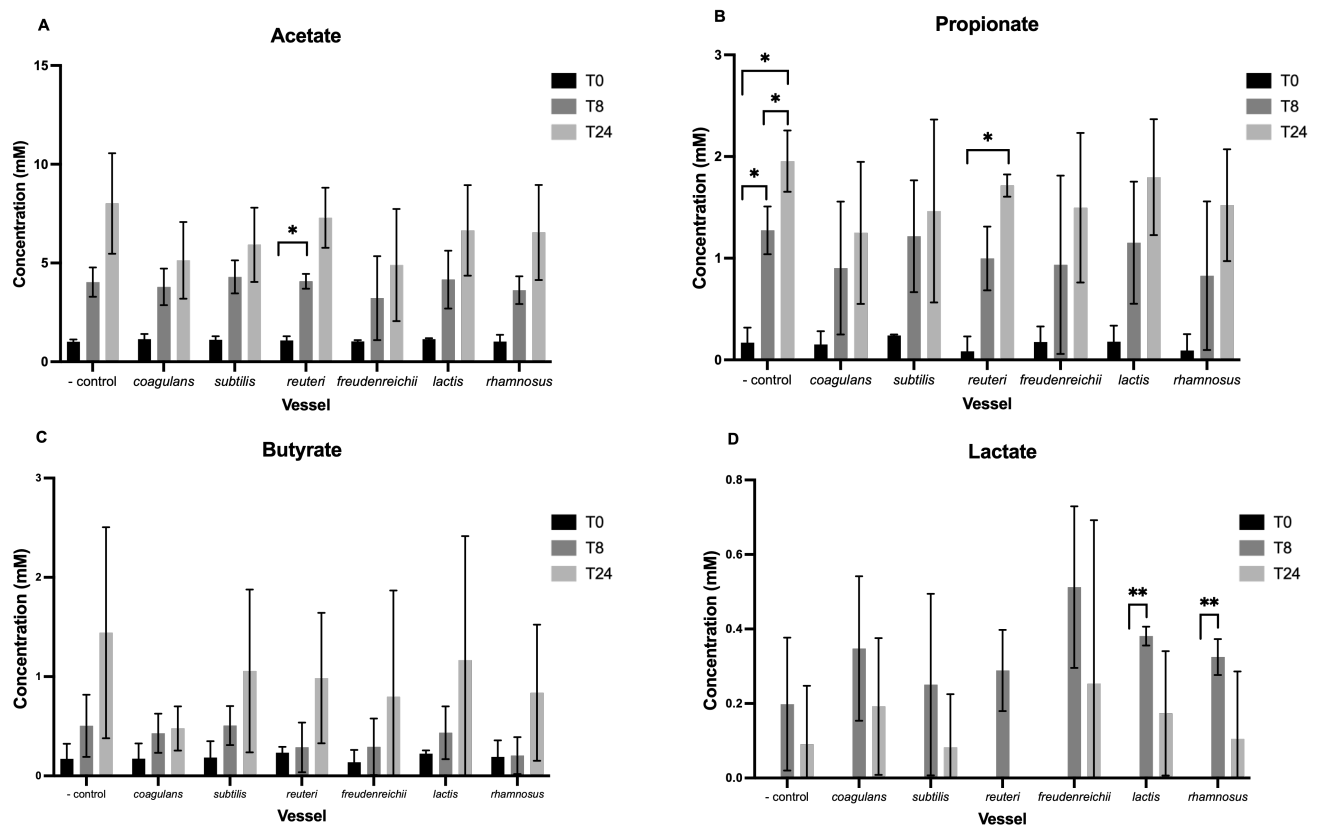 A
Acetate
15
10
5
0
Concentration (mM)
*
T0
T8
T24
- control
coagulans
subtilis
reuteri
freudenreichii
lactis
rhamnosus
Vessel
B
Propionate
3
2
1
0
Concentration (mM)
*
*
*
*
T0
T8
T24
- control
coagulans
subtilis
reuteri
freudenreichii
lactis
rhamnosus
Vessel
C
Butyrate
3
2
1
0
Concentration (mM)
T0
T8
T24
- control
coagulans
subtilis
reuteri
freudenreichii
lactis
rhamnosus
Vessel
D
Lactate
0.8
0.6
0.4
0.2
0.0
Concentration (mM)
**
**
T0
T8
T24
- control
coagulans
subtilis
reuteri
freudenreichii
lactis
rhamnosus
Vessel